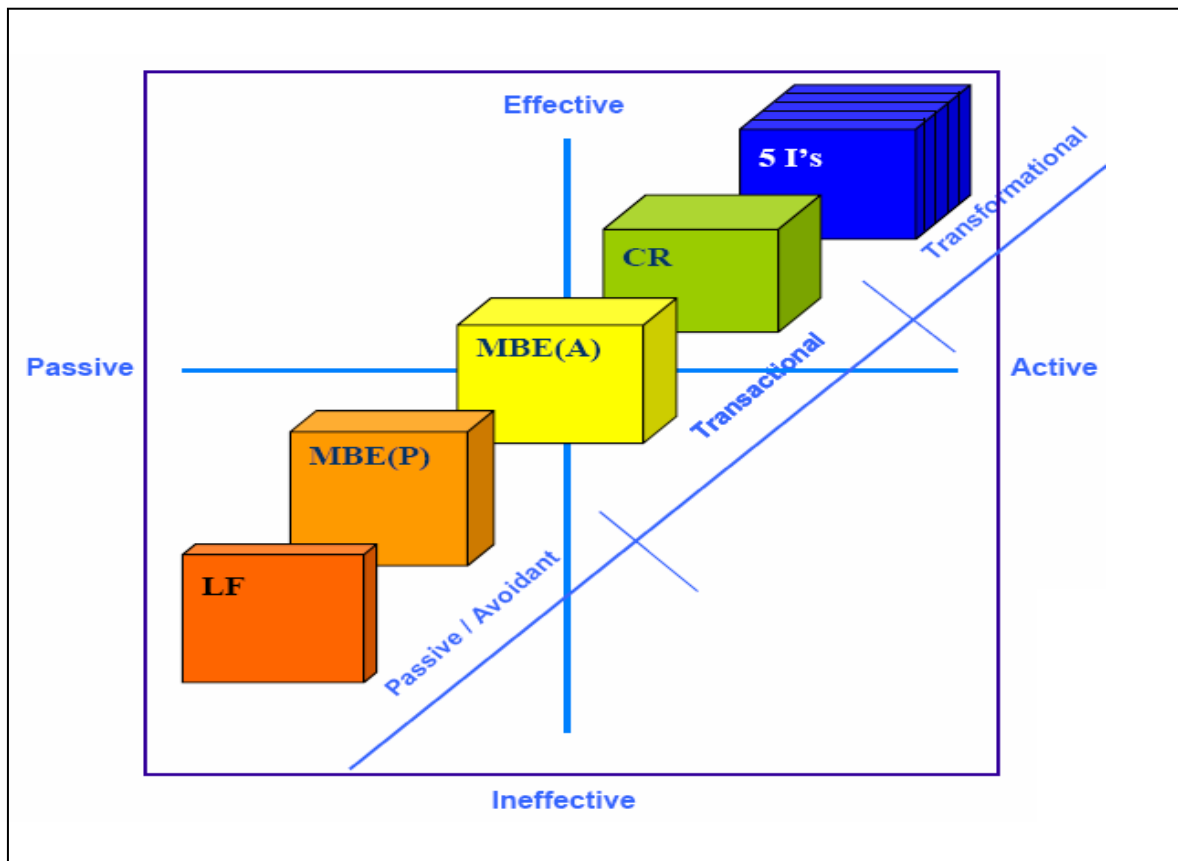 Effective
5 I's
Transformational
CR
MBE(A)
Transactional
Passive
Active
MBE(P)
LF
Passive / Avoidant
Ineffective